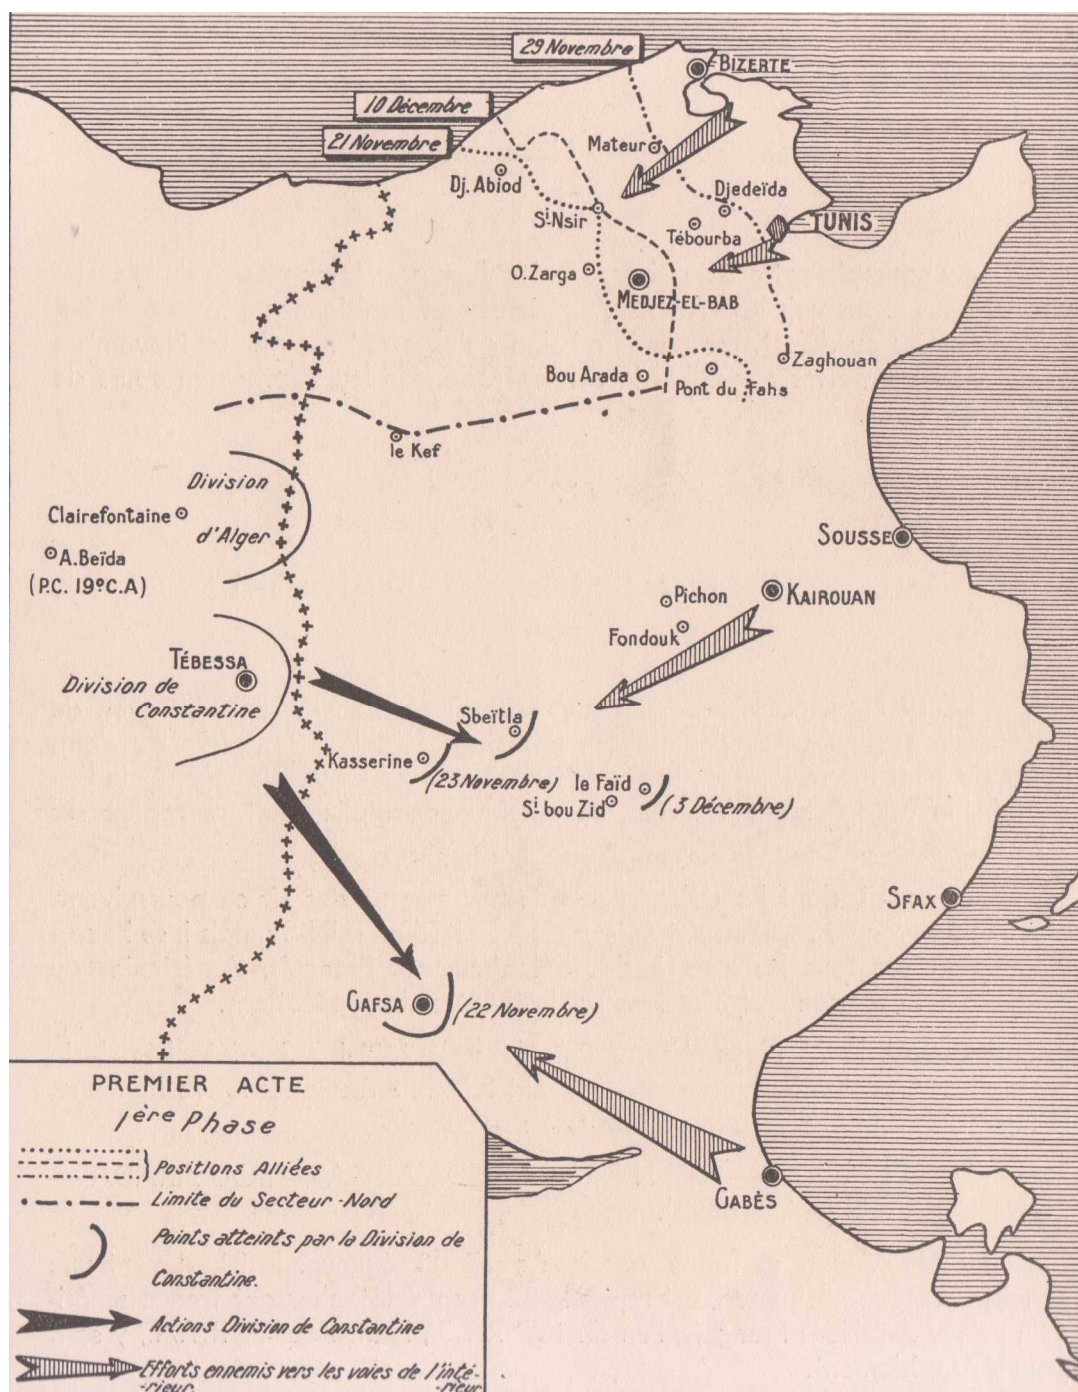 29 Novembre
BIZERTE
10 Décembre
21 Novembre
Mateur
Dj. Abiod
Djedeïda
Sⁱ Nsir
Tébourba
TUNIS
O. Zarga
MEDJEZ-EL-BAB
Zaghouan
Bou Arada
Pont du Fahs
le Kef
Division
d'Alger
Clairefontaine
A. Beïda
(P.C. 19º C.A)
SOUSSE
Pichon
KAIROUAN
Fondouk
TÉBESSA
Division de
Constantine
Sbeïtla
Kasserine
(23 Novembre)
le Faïd
Sⁱ bou Zid
(3 Décembre)
SFAX
GAFSA
(22 Novembre)
GABÈS
PREMIER ACTE
1ère Phase
Positions Alliées
Limite du Secteur-Nord
Points atteints par la Division de
Constantine.
Actions Division de Constantine
Efforts ennemis vers les voies de l'inté-
-rieur -rieur